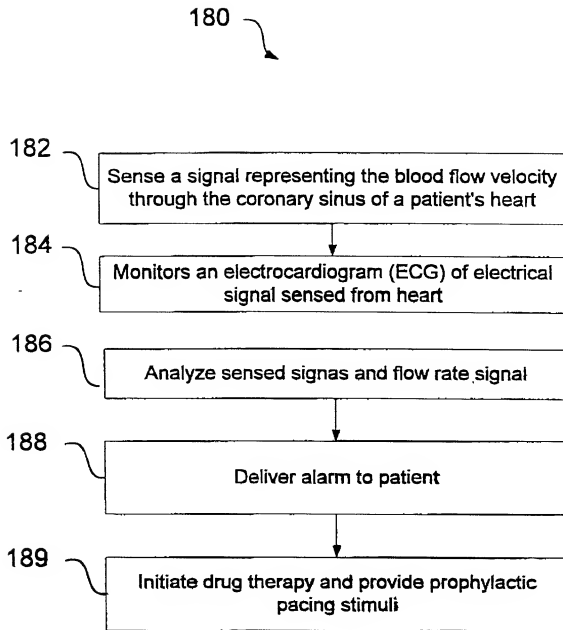 180
182
Sense a signal representing the blood flow velocity
through the coronary sinus of a patient's heart
184
Monitors an electrocardiogram (ECG) of electrical
signal sensed from heart
186
Analyze sensed signas and flow rate signal
188
Deliver alarm to patient
189
Initiate drug therapy and provide prophylactic
pacing stimuli